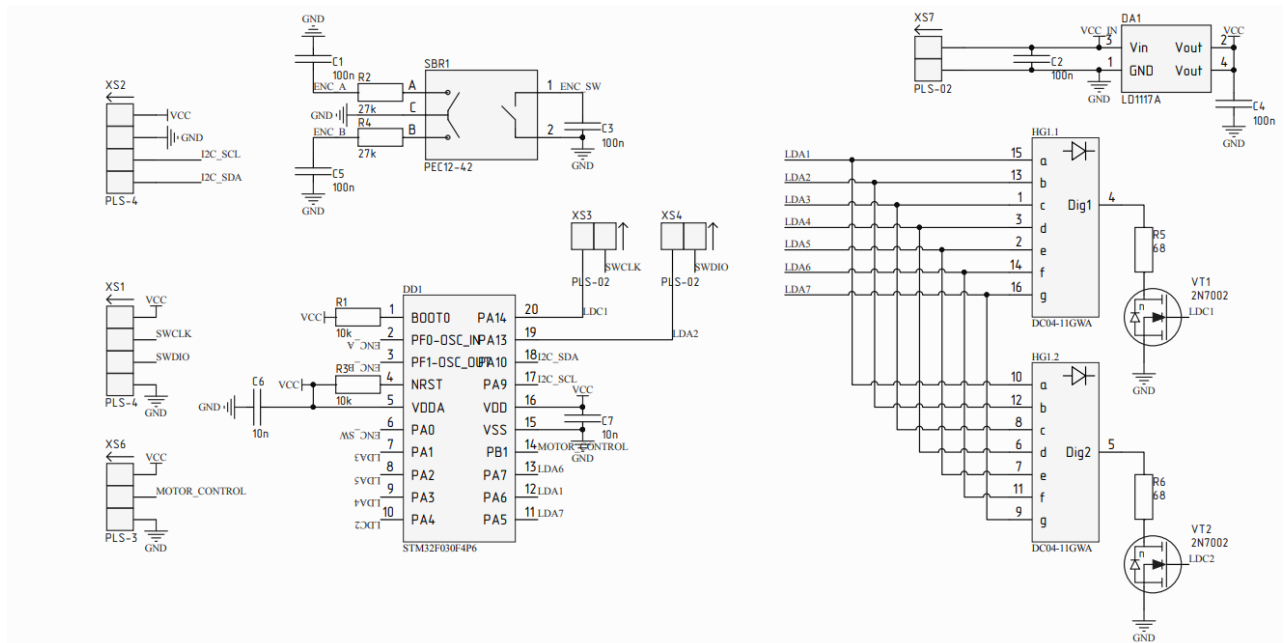 GND
C1
100n
ENC_A
R2
27k
SBR1
A
C
B
1
2
PEC12-42
ENC_SW
C3
100n
GND
GND
ENC_B
R4
27k
C5
100n
GND
XS2
VCC
GND
I2C_SCL
I2C_SDA
PLS-4
XS7
PLS-02
C2
100n
VCC_IN
GND
DA1
3 Vin Vout 2
1 GND Vout 4
LD1117A
VCC
C4
100n
GND
XS3
SWCLK
PLS-02
LDC1
XS4
SWDIO
PLS-02
LDA2
XS1
VCC
SWCLK
SWDIO
PLS-4
GND
XS6
VCC
MOTOR_CONTROL
PLS-3
GND
DD1
VCC R1 10k 1 BOOT0 PA14 20
ENC_A 2 PF0-OSC_IN PA13 19
ENC_B 3 PF1-OSC_OUT PA10 18 I2C_SDA
VCC R3 10k 4 NRST PA9 17 I2C_SCL
GND C6 10n 5 VDDA VDD 16 VCC
ENC_SW 6 PA0 VSS 15 GND
C7
10n
LDA3 7 PA1 PB1 14 MOTOR_CONTROL
LDA5 8 PA2 PA7 13 LDA6
LDA4 9 PA3 PA6 12 LDA1
LDC2 10 PA4 PA5 11 LDA7
STM32F030F4P6
HG1.1
LDA1 15 a
LDA2 13 b
LDA3 1 c Dig1 4
LDA4 3 d
LDA5 2 e
LDA6 14 f
LDA7 16 g
DC04-11GWA
R5
68
VT1
2N7002
n
LDC1
GND
HG1.2
10 a
12 b
8 c
6 d Dig2 5
7 e
11 f
9 g
DC04-11GWA
R6
68
VT2
2N7002
n
LDC2
GND